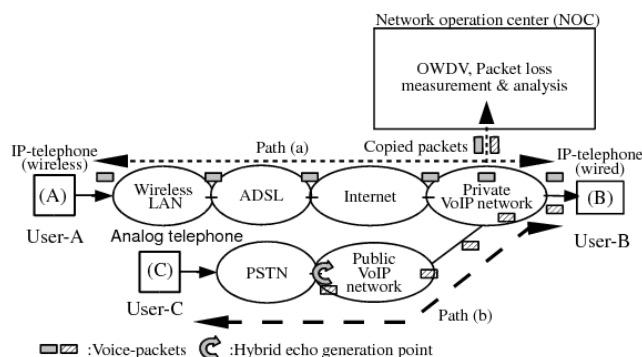 Network operation center (NOC)
OWDV, Packet loss
measurement & analysis
Copied packets
Path (a)
IP-telephone
(wireless)
IP-telephone
(wired)
(A)
Wireless
LAN
ADSL
Internet
Private
VoIP network
(B)
User-A
User-B
Analog telephone
(C)
PSTN
Public
VoIP
network
User-C
Path (b)
:Voice-packets
:Hybrid echo generation point